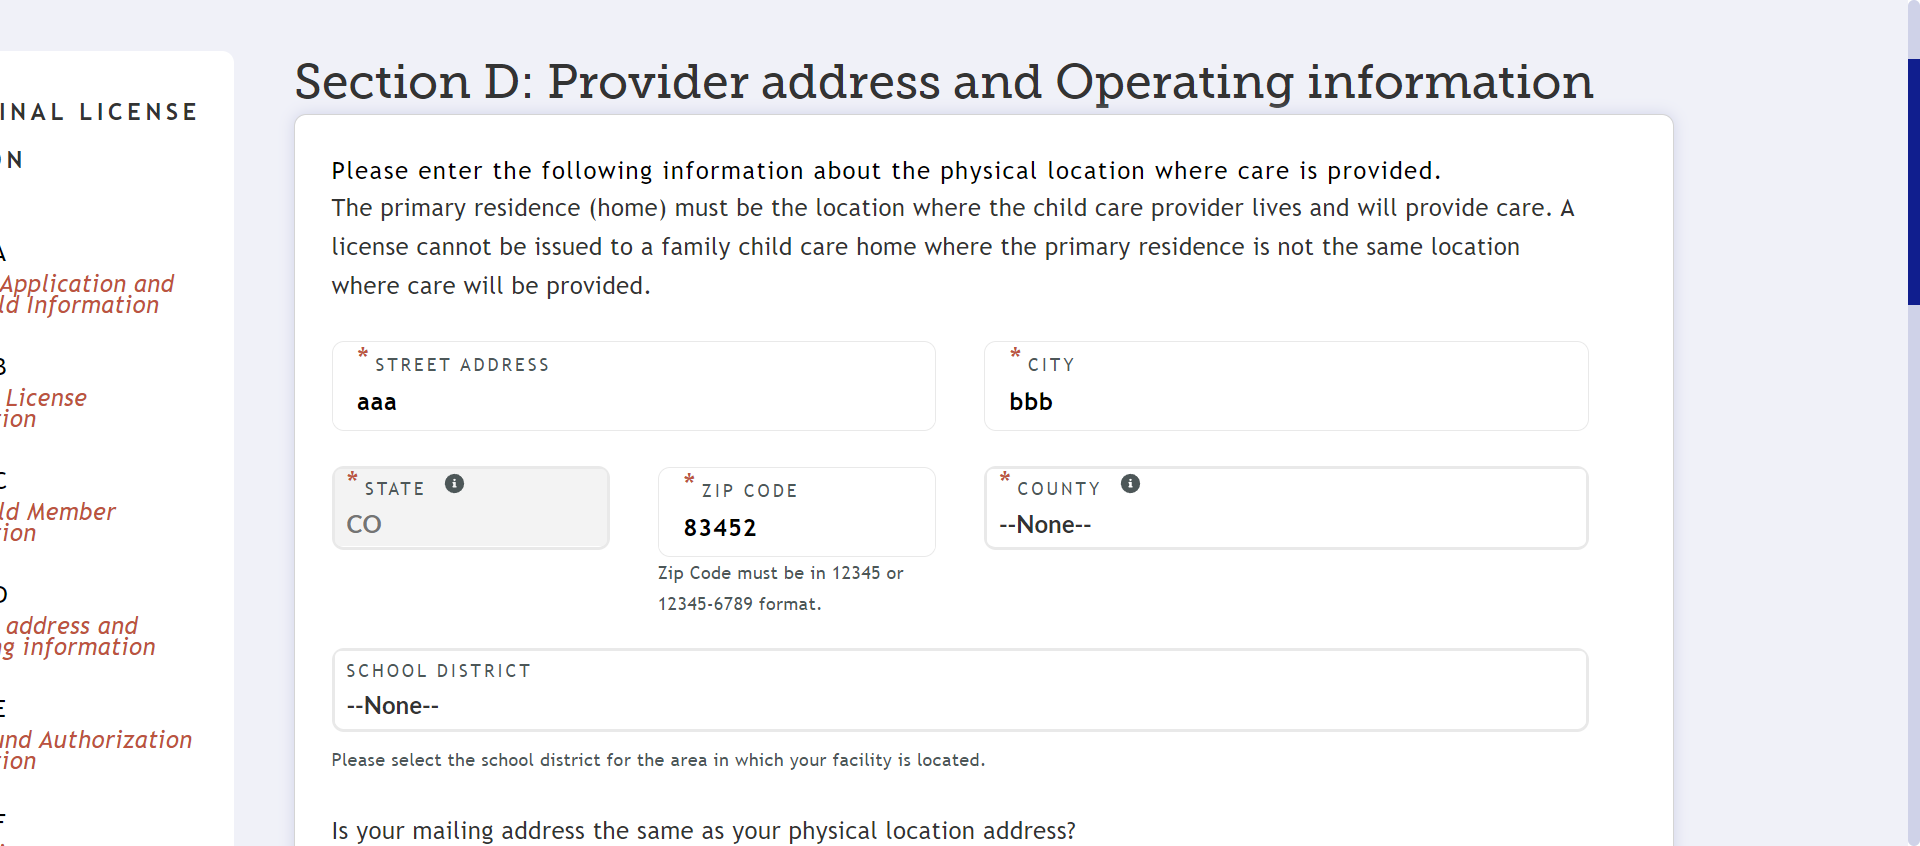 INAL LICENSE
ON
A
Application and
ld Information
B
License
tion
C
ld Member
tion
D
address and
ng information
E
und Authorization
tion
F
Section D: Provider address and Operating information
Please enter the following information about the physical location where care is provided.
The primary residence (home) must be the location where the child care provider lives and will provide care. A
license cannot be issued to a family child care home where the primary residence is not the same location
where care will be provided.
* STREET ADDRESS
aaa
* CITY
bbb
* STATE
CO
* ZIP CODE
83452
Zip Code must be in 12345 or
12345-6789 format.
* COUNTY
--None--
SCHOOL DISTRICT
--None--
Please select the school district for the area in which your facility is located.
Is your mailing address the same as your physical location address?